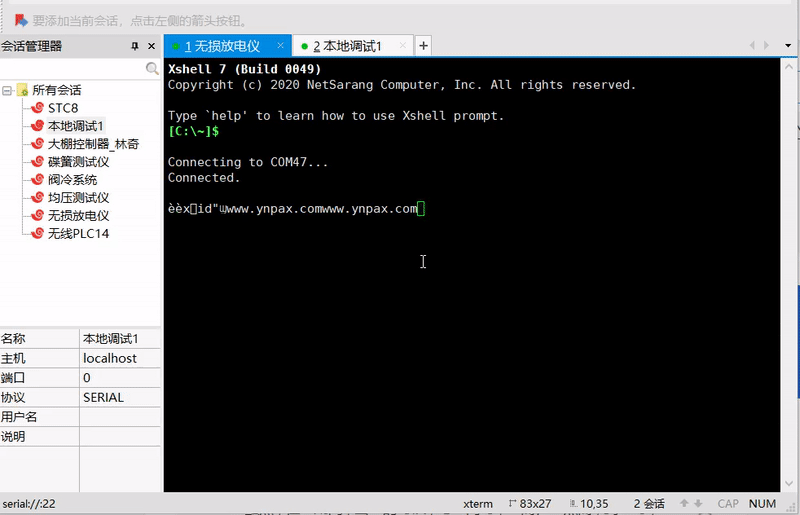 要添加当前会话，点击左侧的箭头按钮。
会话管理器
1 无损放电仪
2 本地调试1
所有会话
STC8
本地调试1
大棚控制器_林奇
碟簧测试仪
阀冷系统
均压测试仪
无损放电仪
无线PLC14
Xshell 7 (Build 0049)
Copyright (c) 2020 NetSarang Computer, Inc. All rights reserved.
Type `help' to learn how to use Xshell prompt.
[C:\~]$
Connecting to COM47...
Connected.
www.ynpax.comwww.ynpax.com
名称 本地调试1
主机 localhost
端口 0
协议 SERIAL
用户名
说明
serial://:22
xterm
83x27
10,35
2 会话
CAP
NUM